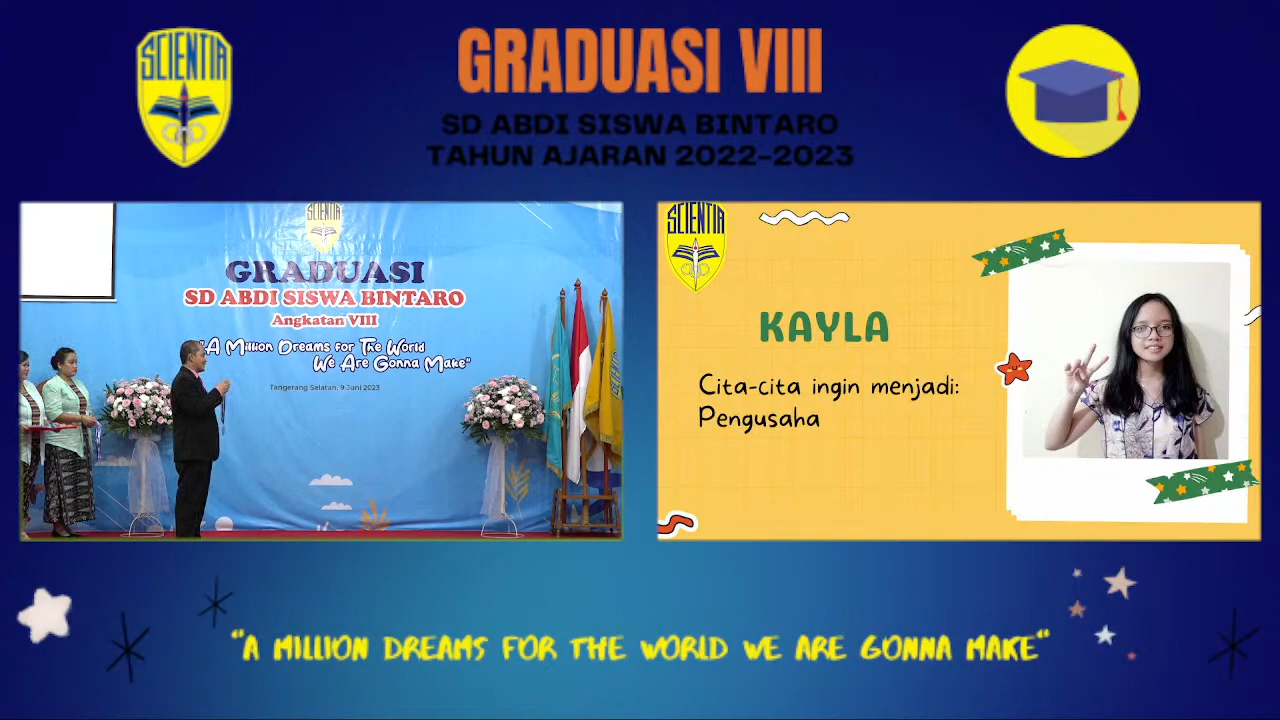 SCIENTIA
GRADUASI VIII
SD ABDI SISWA BINTARO
TAHUN AJARAN 2022-2023
SCIENTIA
GRADUASI
SD ABDI SISWA BINTARO
Angkatan VIII
"A Million Dreams for The World
We Are Gonna Make"
Tangerang Selatan, 9 Juni 2023
SCIENTIA
KAYLA
Cita-cita ingin menjadi:
Pengusaha
"A MILLION DREAMS FOR THE WORLD WE ARE GONNA MAKE"